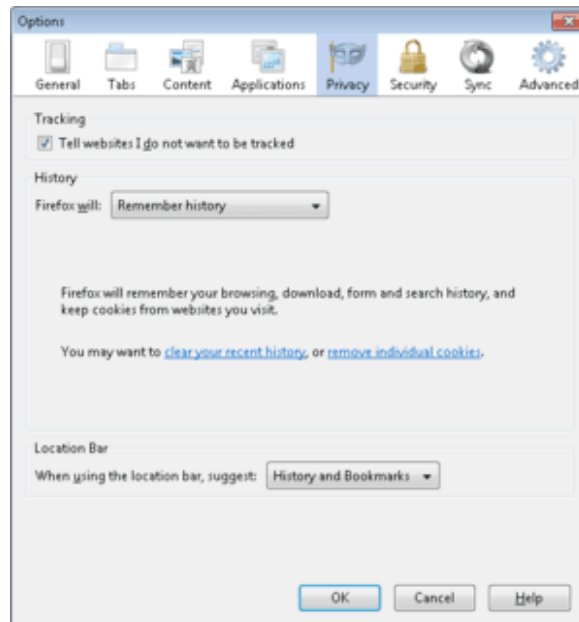 Options
General Tabs Content Applications Privacy Security Sync Advanced
Tracking
Tell websites I do not want to be tracked
History
Firefox will: Remember history
Firefox will remember your browsing, download, form and search history, and
keep cookies from websites you visit.
You may want to clear your recent history, or remove individual cookies.
Location Bar
When using the location bar, suggest: History and Bookmarks
OK Cancel Help